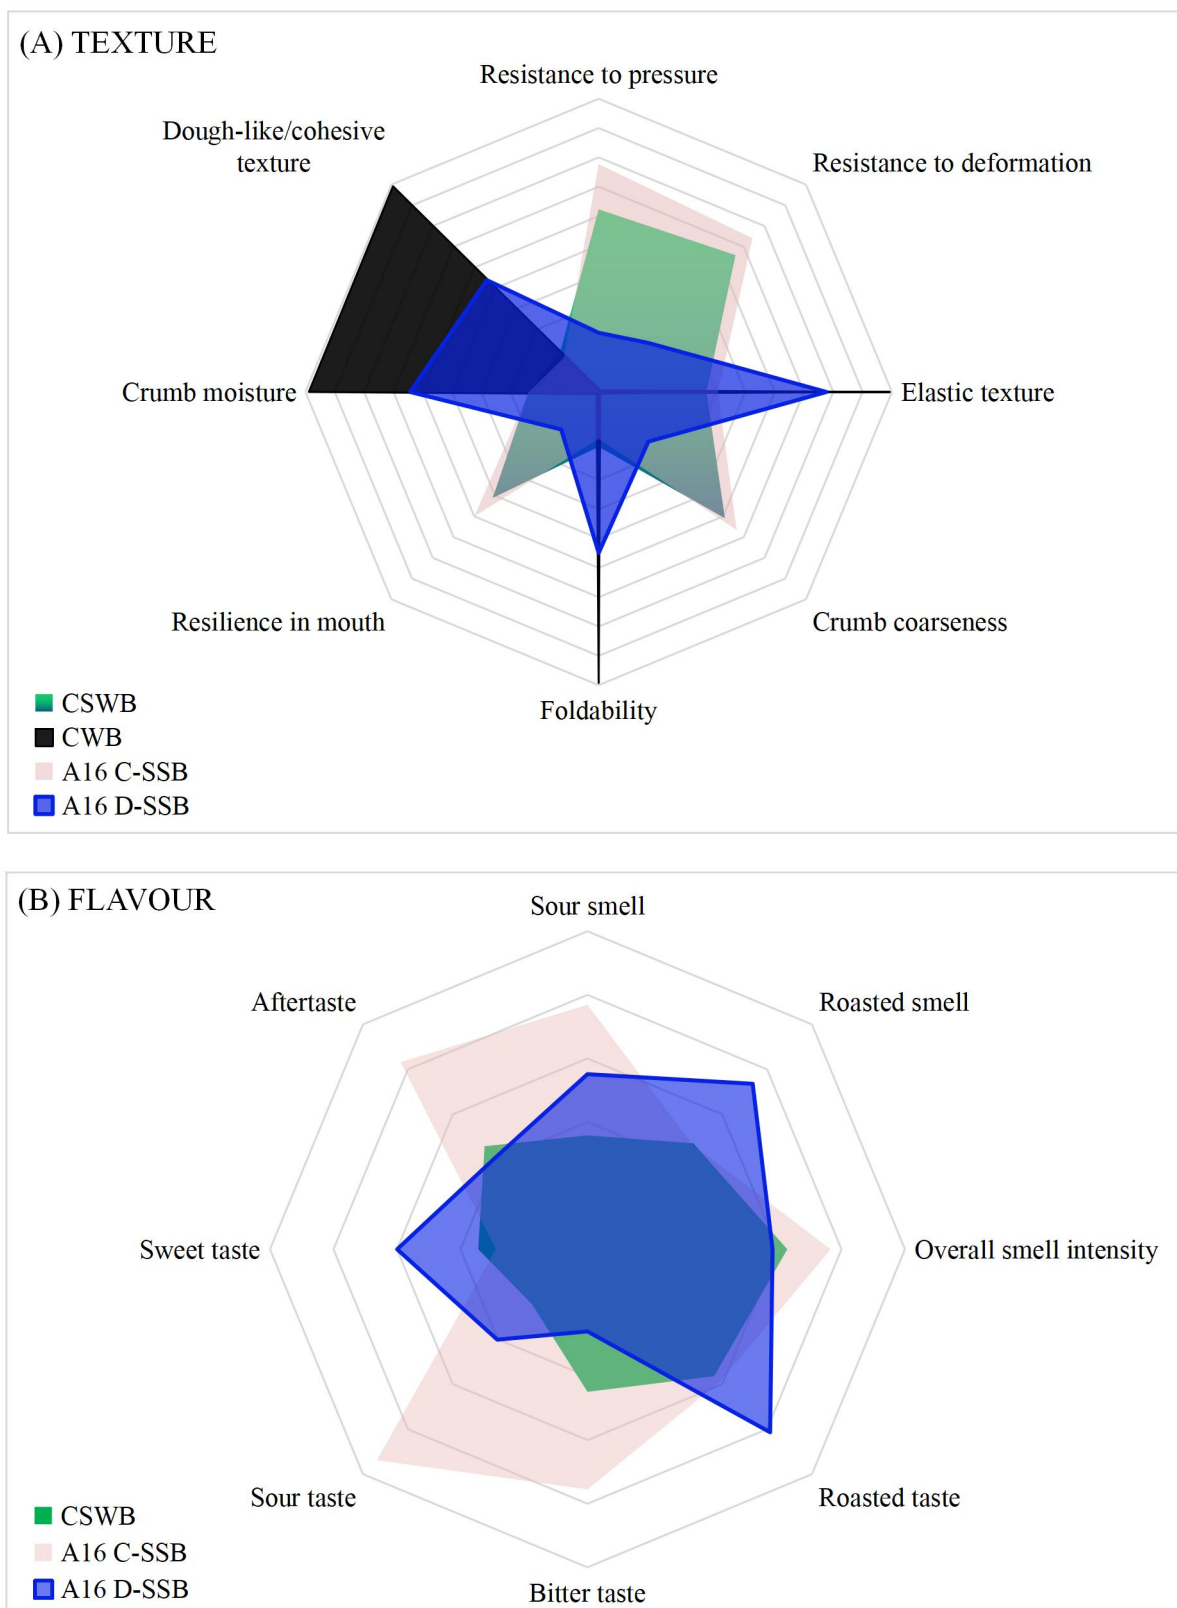 (A) TEXTURE
Resistance to pressure
Dough-like/cohesive
texture
Resistance to deformation
Crumb moisture
Elastic texture
Resilience in mouth
Crumb coarseness
Foldability
CSWB
CWB
A16 C-SSB
A16 D-SSB
(B) FLAVOUR
Sour smell
Aftertaste
Roasted smell
Sweet taste
Overall smell intensity
Sour taste
Roasted taste
Bitter taste
CSWB
A16 C-SSB
A16 D-SSB